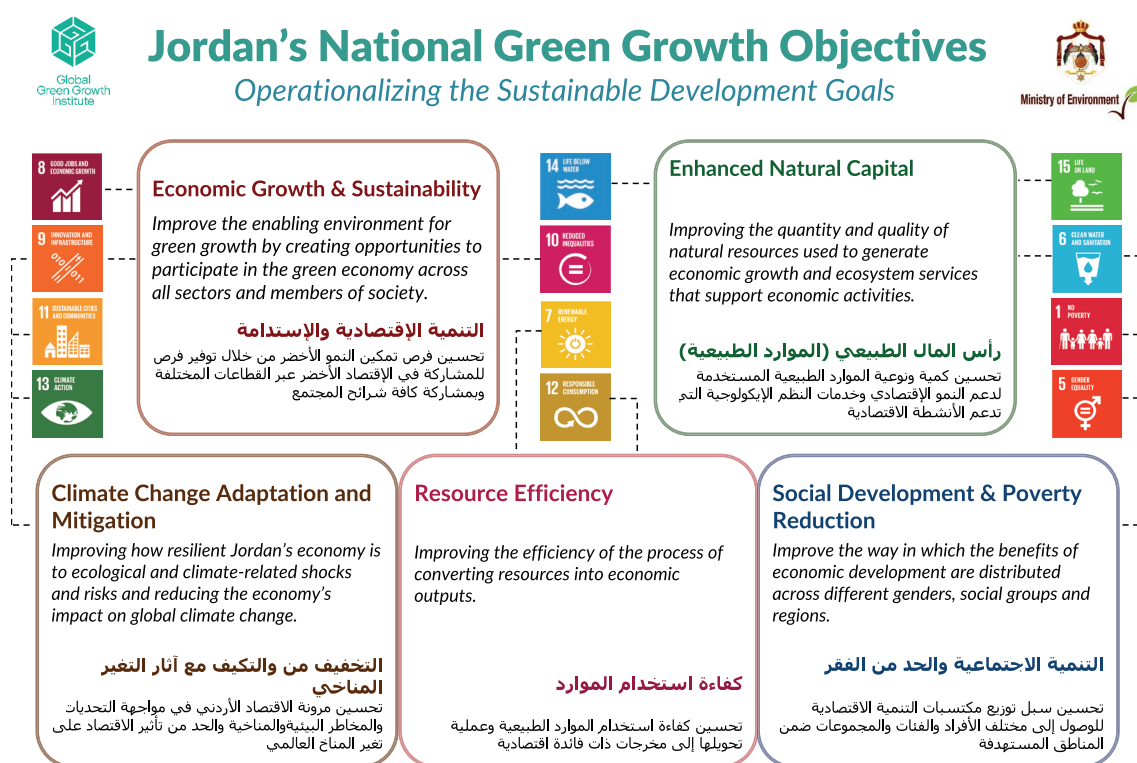 Global
Green Growth
Institute
Jordan's National Green Growth Objectives
Operationalizing the Sustainable Development Goals
Ministry of Environment
8 GOOD JOBS AND
ECONOMIC GROWTH
9 INNOVATION AND
INFRASTRUCTURE
010/
/011
11 SUSTAINABLE CITIES
AND COMMUNITIES
13 CLIMATE
ACTION
Economic Growth & Sustainability
Improve the enabling environment for
green growth by creating opportunities to
participate in the green economy across
all sectors and members of society.
التنمية الإقتصادية والإستدامة
تحسين فرص تمكين النمو الأخضر من خلال توفير فرص
للمشاركة في الإقتصاد الأخضر عبر القطاعات المختلفة
وبمشاركة كافة شرائح المجتمع
14 LIFE BELOW
WATER
10 REDUCED
INEQUALITIES
7 RENEWABLE
ENERGY
12 RESPONSIBLE
CONSUMPTION
Enhanced Natural Capital
Improving the quantity and quality of
natural resources used to generate
economic growth and ecosystem services
that support economic activities.
رأس المال الطبيعي (الموارد الطبيعية)
تحسين كمية ونوعية الموارد الطبيعية المستخدمة
لدعم النمو الإقتصادي وخدمات النظم الإيكولوجية التي
تدعم الأنشطة الاقتصادية
15 LIFE
ON LAND
6 CLEAN WATER
AND SANITATION
1 NO
POVERTY
5 GENDER
EQUALITY
Climate Change Adaptation and
Mitigation
Improving how resilient Jordan's economy is
to ecological and climate-related shocks
and risks and reducing the economy's
impact on global climate change.
التخفيف من والتكيف مع آثار التغير
المناخي
تحسين مرونة الاقتصاد الأردني في مواجهة التحديات
والمخاطر البيئيةوالمناخية والحد من تأثير الاقتصاد على
تغير المناخ العالمي
Resource Efficiency
Improving the efficiency of the process of
converting resources into economic
outputs.
كفاءة استخدام الموارد
تحسين كفاءة استخدام الموارد الطبيعية وعملية
تحويلها إلى مخرجات ذات فائدة اقتصادية
Social Development & Poverty
Reduction
Improve the way in which the benefits of
economic development are distributed
across different genders, social groups and
regions.
التنمية الاجتماعية والحد من الفقر
تحسين سبل توزيع مكتسبات التنمية الاقتصادية
للوصول إلى مختلف الأفراد والفئات والمجموعات ضمن
المناطق المستهدفة